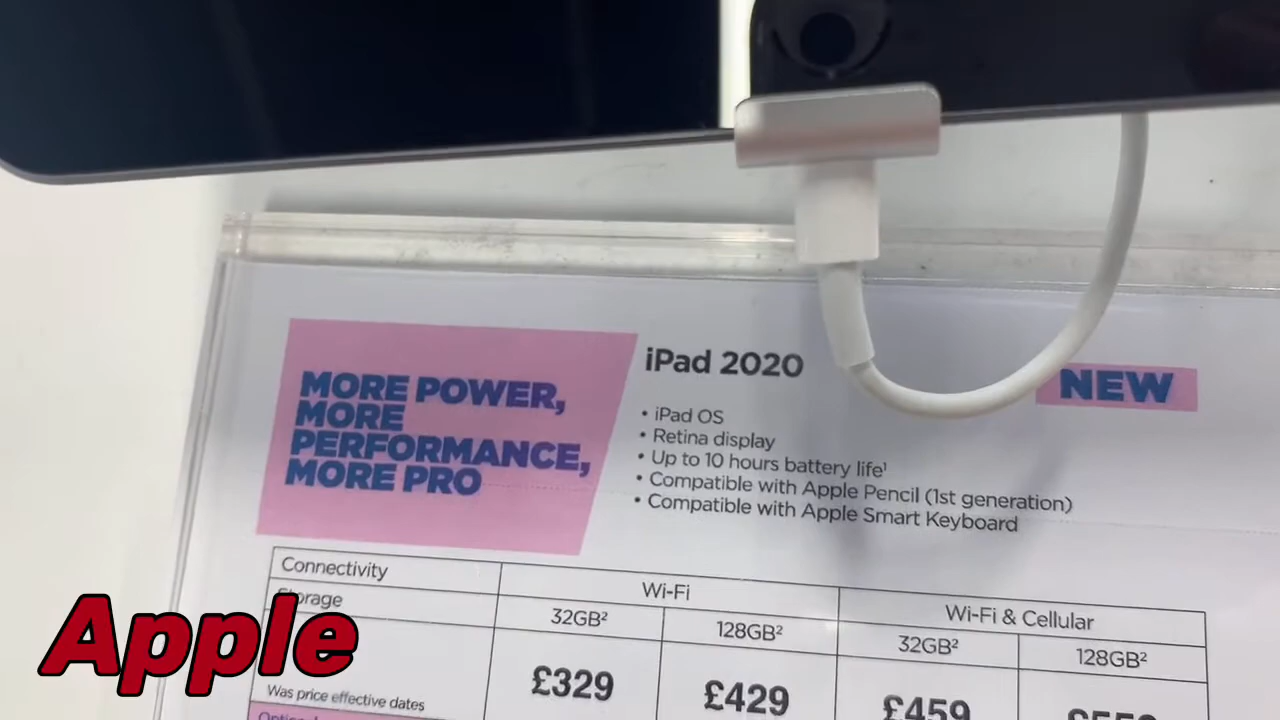 MORE POWER,
MORE
PERFORMANCE,
MORE PRO
iPad 2020
NEW
• iPad OS
• Retina display
• Up to 10 hours battery life¹
• Compatible with Apple Pencil (1st generation)
• Compatible with Apple Smart Keyboard
Connectivity
Wi-Fi
Wi-Fi & Cellular
Storage
32GB²
128GB²
32GB²
128GB²
£329
£429
£459
Was price effective dates
Apple